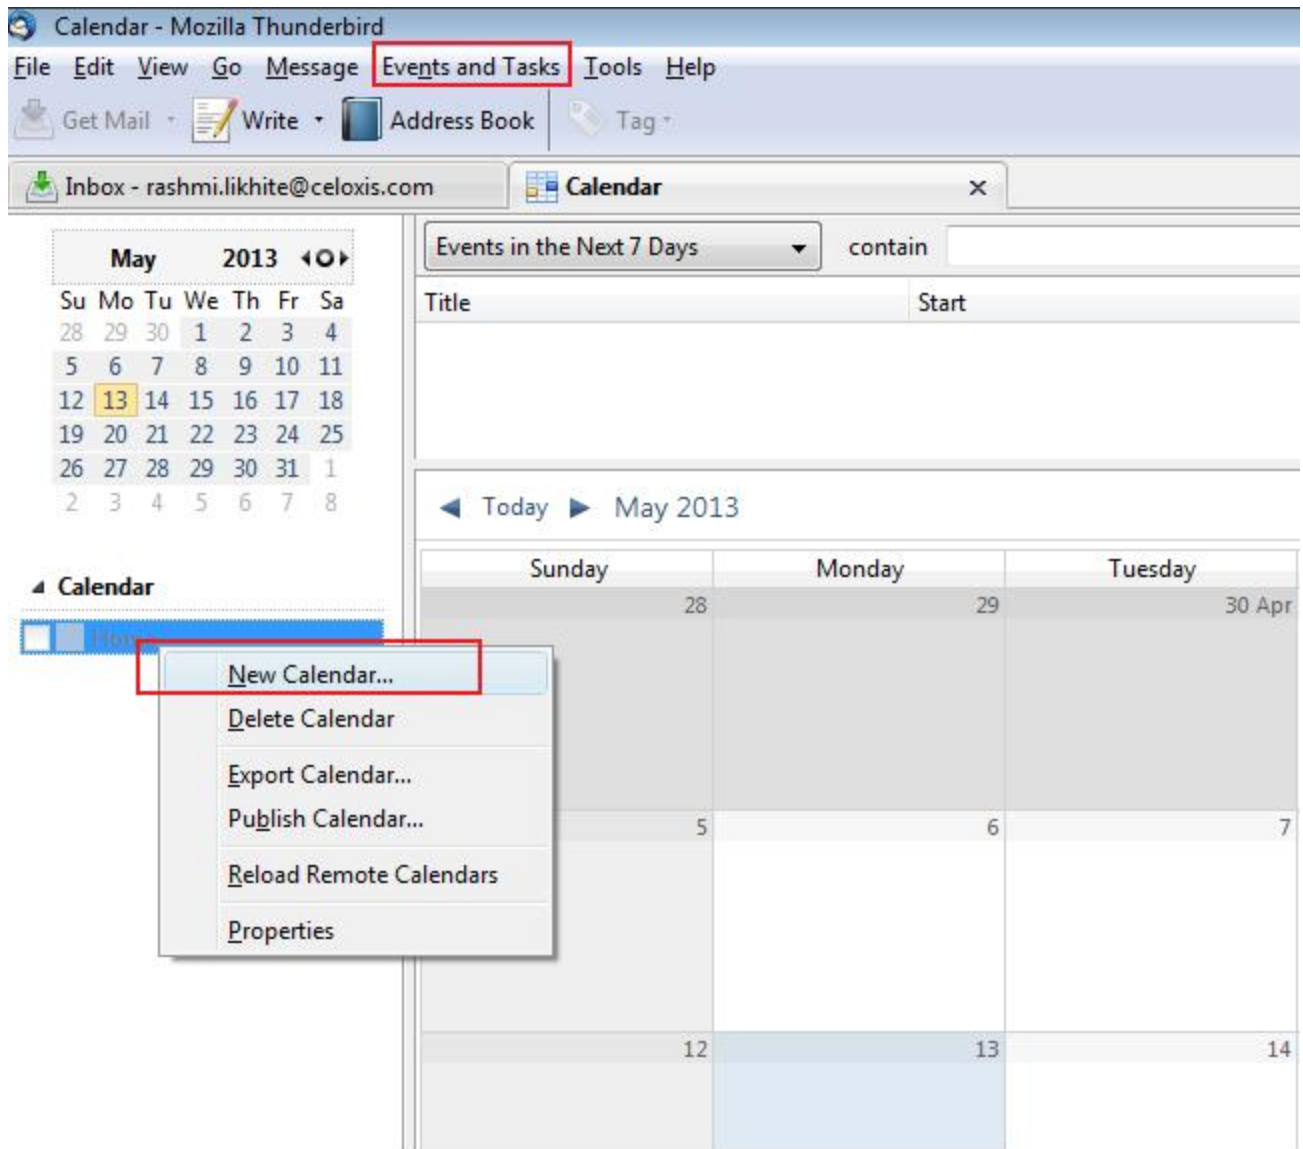 Calendar - Mozilla Thunderbird
File Edit View Go Message Events and Tasks Tools Help
Get Mail Write Address Book Tag
Inbox - rashmi.likhite@celoxis.com Calendar
May 2013
Su Mo Tu We Th Fr Sa
28 29 30 1 2 3 4
5 6 7 8 9 10 11
12 13 14 15 16 17 18
19 20 21 22 23 24 25
26 27 28 29 30 31 1
2 3 4 5 6 7 8
Calendar
Home
New Calendar...
Delete Calendar
Export Calendar...
Publish Calendar...
Reload Remote Calendars
Properties
Events in the Next 7 Days contain
Title Start
Today May 2013
Sunday Monday Tuesday
28 29 30 Apr
5 6 7
12 13 14